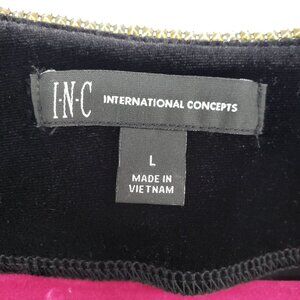 I·N·C INTERNATIONAL CONCEPTS
L
MADE IN
VIETNAM